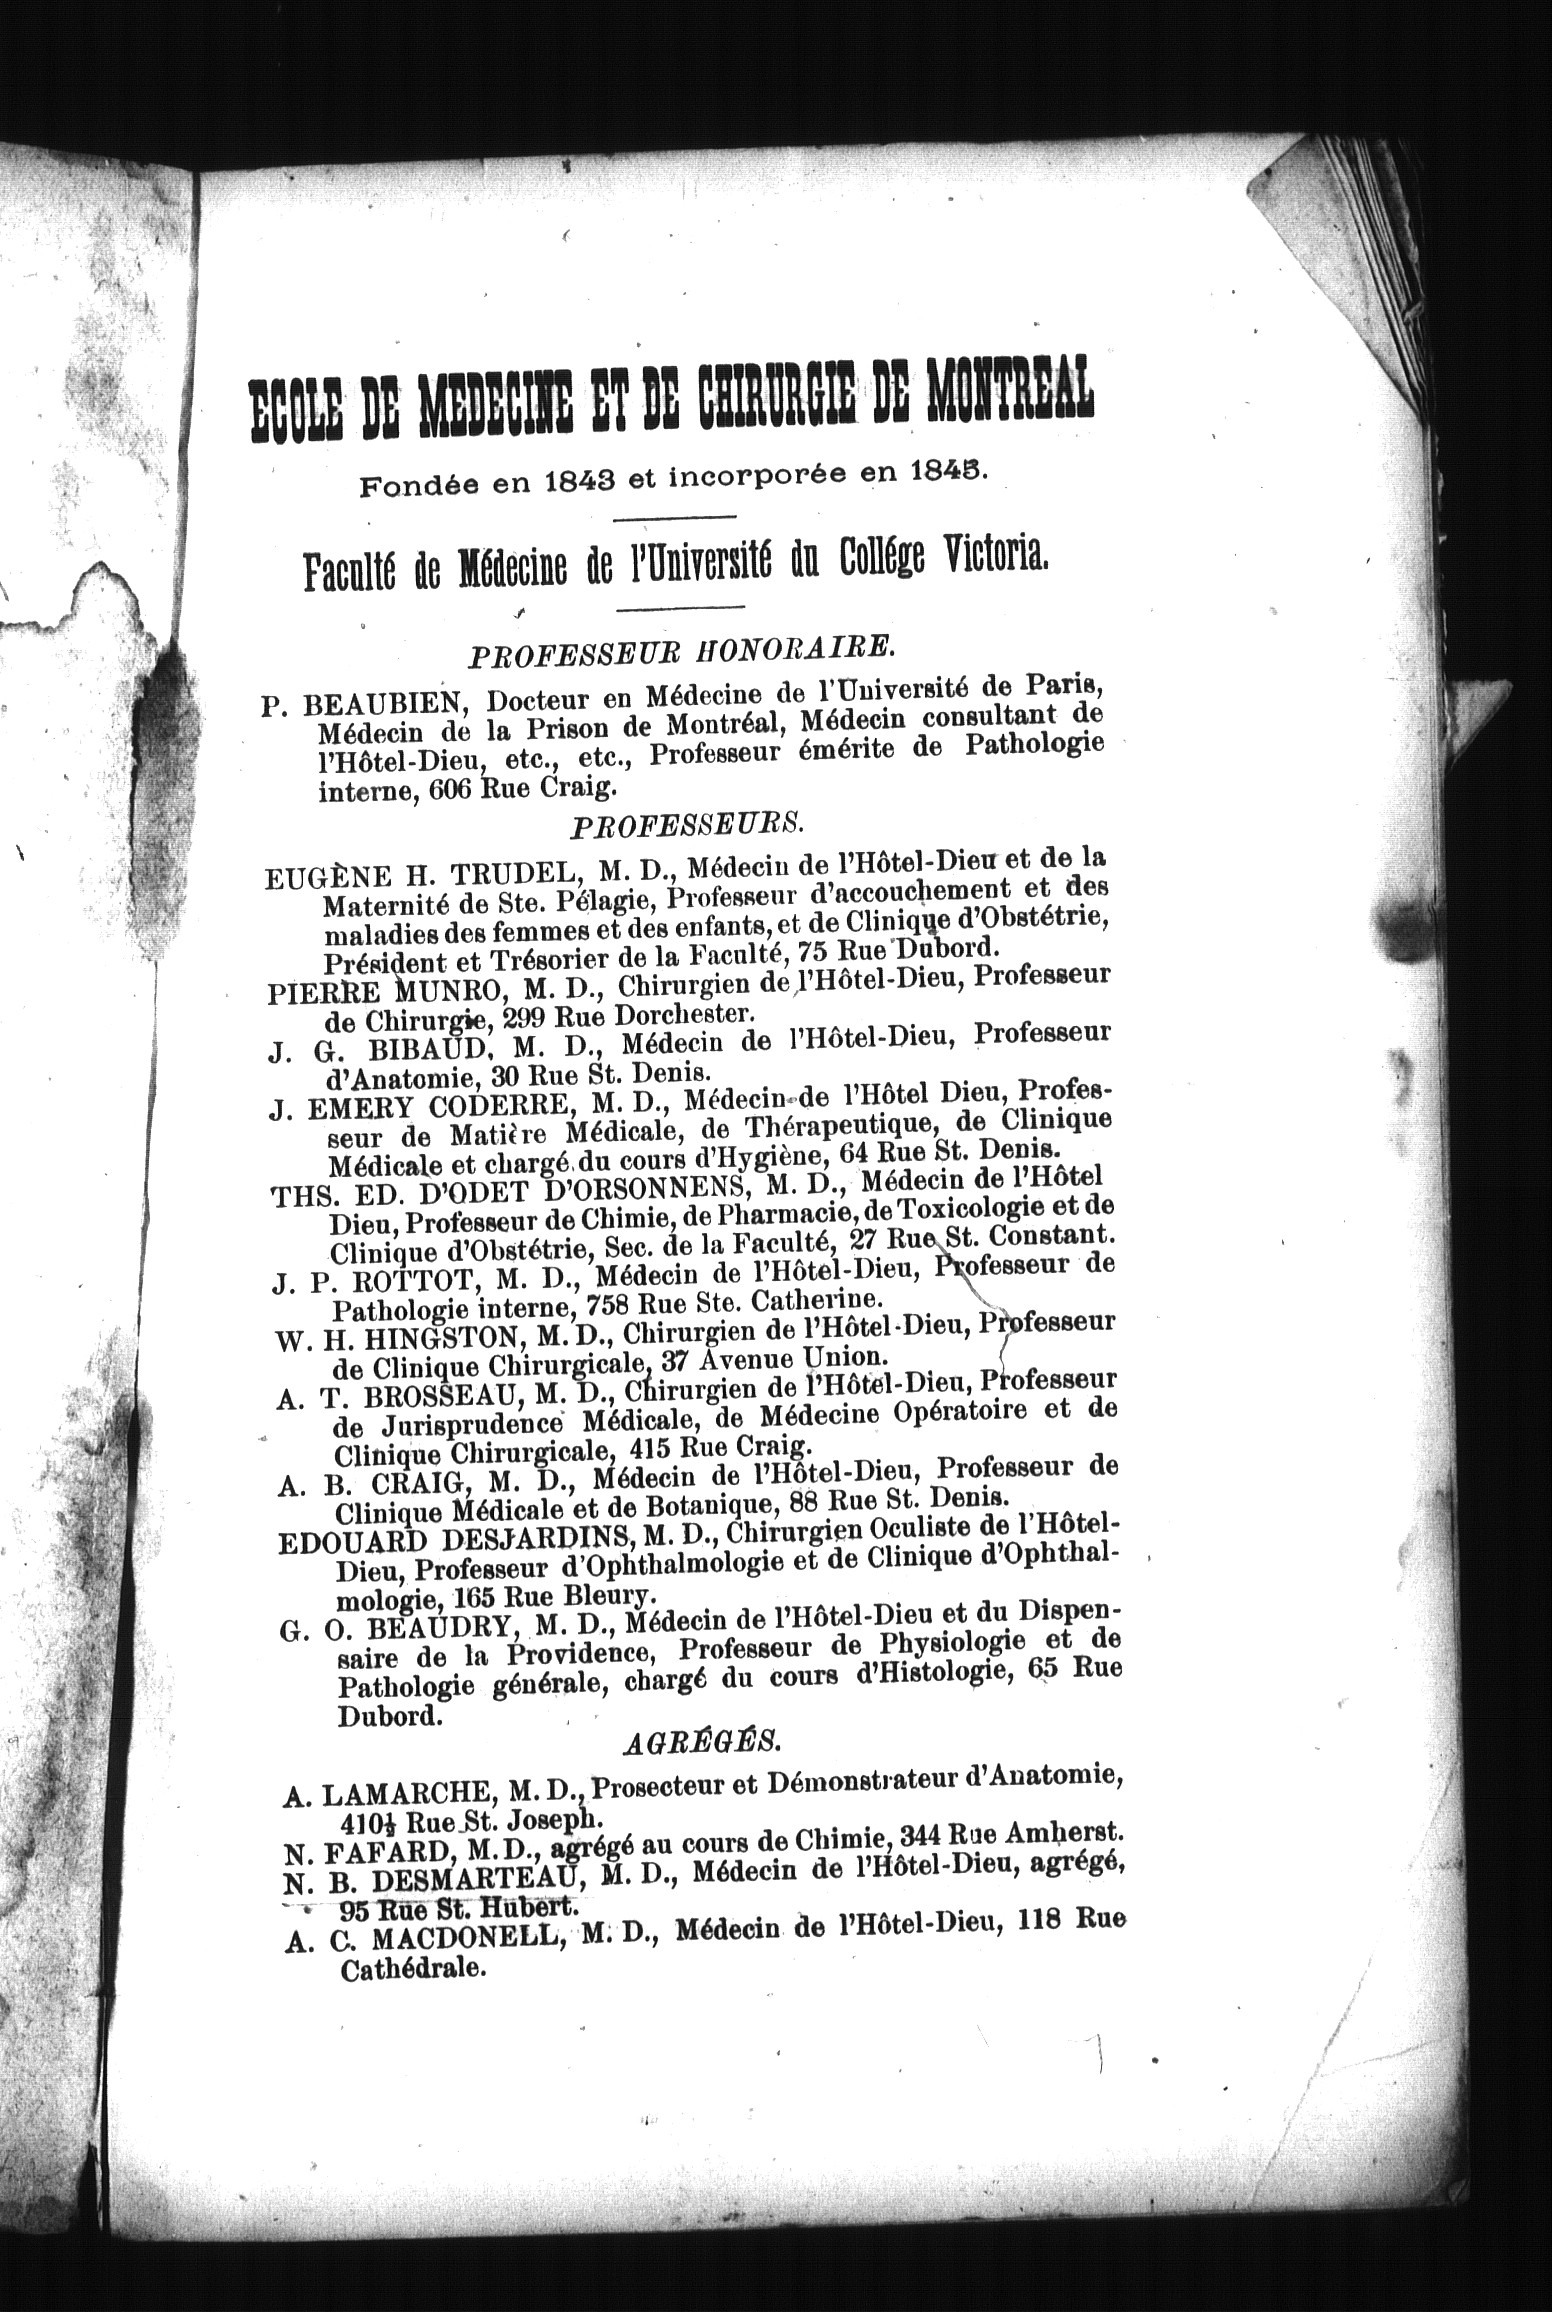 ECOLE DE MEDECINE ET DE CHIRURGIE DE MONTREAL
Fondée en 1843 et incorporée en 1845.
Faculté de Médecine de l'Université du Collége Victoria.
PROFESSEUR HONORAIRE.
P. BEAUBIEN, Docteur en Médecine de l'Université de Paris,
Médecin de la Prison de Montréal, Médecin consultant de
l'Hôtel-Dieu, etc., etc., Professeur émérite de Pathologie
interne, 606 Rue Craig.
PROFESSEURS.
EUGÈNE H. TRUDEL, M. D., Médecin de l'Hôtel-Dieu et de la
Maternité de Ste. Pélagie, Professeur d'accouchement et des
maladies des femmes et des enfants, et de Clinique d'Obstétrie,
Président et Trésorier de la Faculté, 75 Rue Dubord.
PIERRE MUNRO, M. D., Chirurgien de l'Hôtel-Dieu, Professeur
de Chirurgie, 299 Rue Dorchester.
J. G. BIBAUD, M. D., Médecin de l'Hôtel-Dieu, Professeur
d'Anatomie, 30 Rue St. Denis.
J. EMERY CODERRE, M. D., Médecin de l'Hôtel Dieu, Profes-
seur de Matière Médicale, de Thérapeutique, de Clinique
Médicale et chargé du cours d'Hygiène, 64 Rue St. Denis.
THS. ED. D'ODET D'ORSONNENS, M. D., Médecin de l'Hôtel
Dieu, Professeur de Chimie, de Pharmacie, de Toxicologie et de
Clinique d'Obstétrie, Sec. de la Faculté, 27 Rue St. Constant.
J. P. ROTTOT, M. D., Médecin de l'Hôtel-Dieu, Professeur de
Pathologie interne, 758 Rue Ste. Catherine.
W. H. HINGSTON, M. D., Chirurgien de l'Hôtel-Dieu, Professeur
de Clinique Chirurgicale, 37 Avenue Union.
A. T. BROSSEAU, M. D., Chirurgien de l'Hôtel-Dieu, Professeur
de Jurisprudence Médicale, de Médecine Opératoire et de
Clinique Chirurgicale, 415 Rue Craig.
A. B. CRAIG, M. D., Médecin de l'Hôtel-Dieu, Professeur de
Clinique Médicale et de Botanique, 88 Rue St. Denis.
EDOUARD DESJARDINS, M. D., Chirurgien Oculiste de l'Hôtel-
Dieu, Professeur d'Ophthalmologie et de Clinique d'Ophthal-
mologie, 165 Rue Bleury.
G. O. BEAUDRY, M. D., Médecin de l'Hôtel-Dieu et du Dispen-
saire de la Providence, Professeur de Physiologie et de
Pathologie générale, chargé du cours d'Histologie, 65 Rue
Dubord.
AGRÉGÉS.
A. LAMARCHE, M. D., Prosecteur et Démonstrateur d'Anatomie,
410½ Rue St. Joseph.
N. FAFARD, M. D., agrégé au cours de Chimie, 344 Rue Amherst.
N. B. DESMARTEAU, M. D., Médecin de l'Hôtel-Dieu, agrégé,
95 Rue St. Hubert.
A. C. MACDONELL, M. D., Médecin de l'Hôtel-Dieu, 118 Rue
Cathédrale.